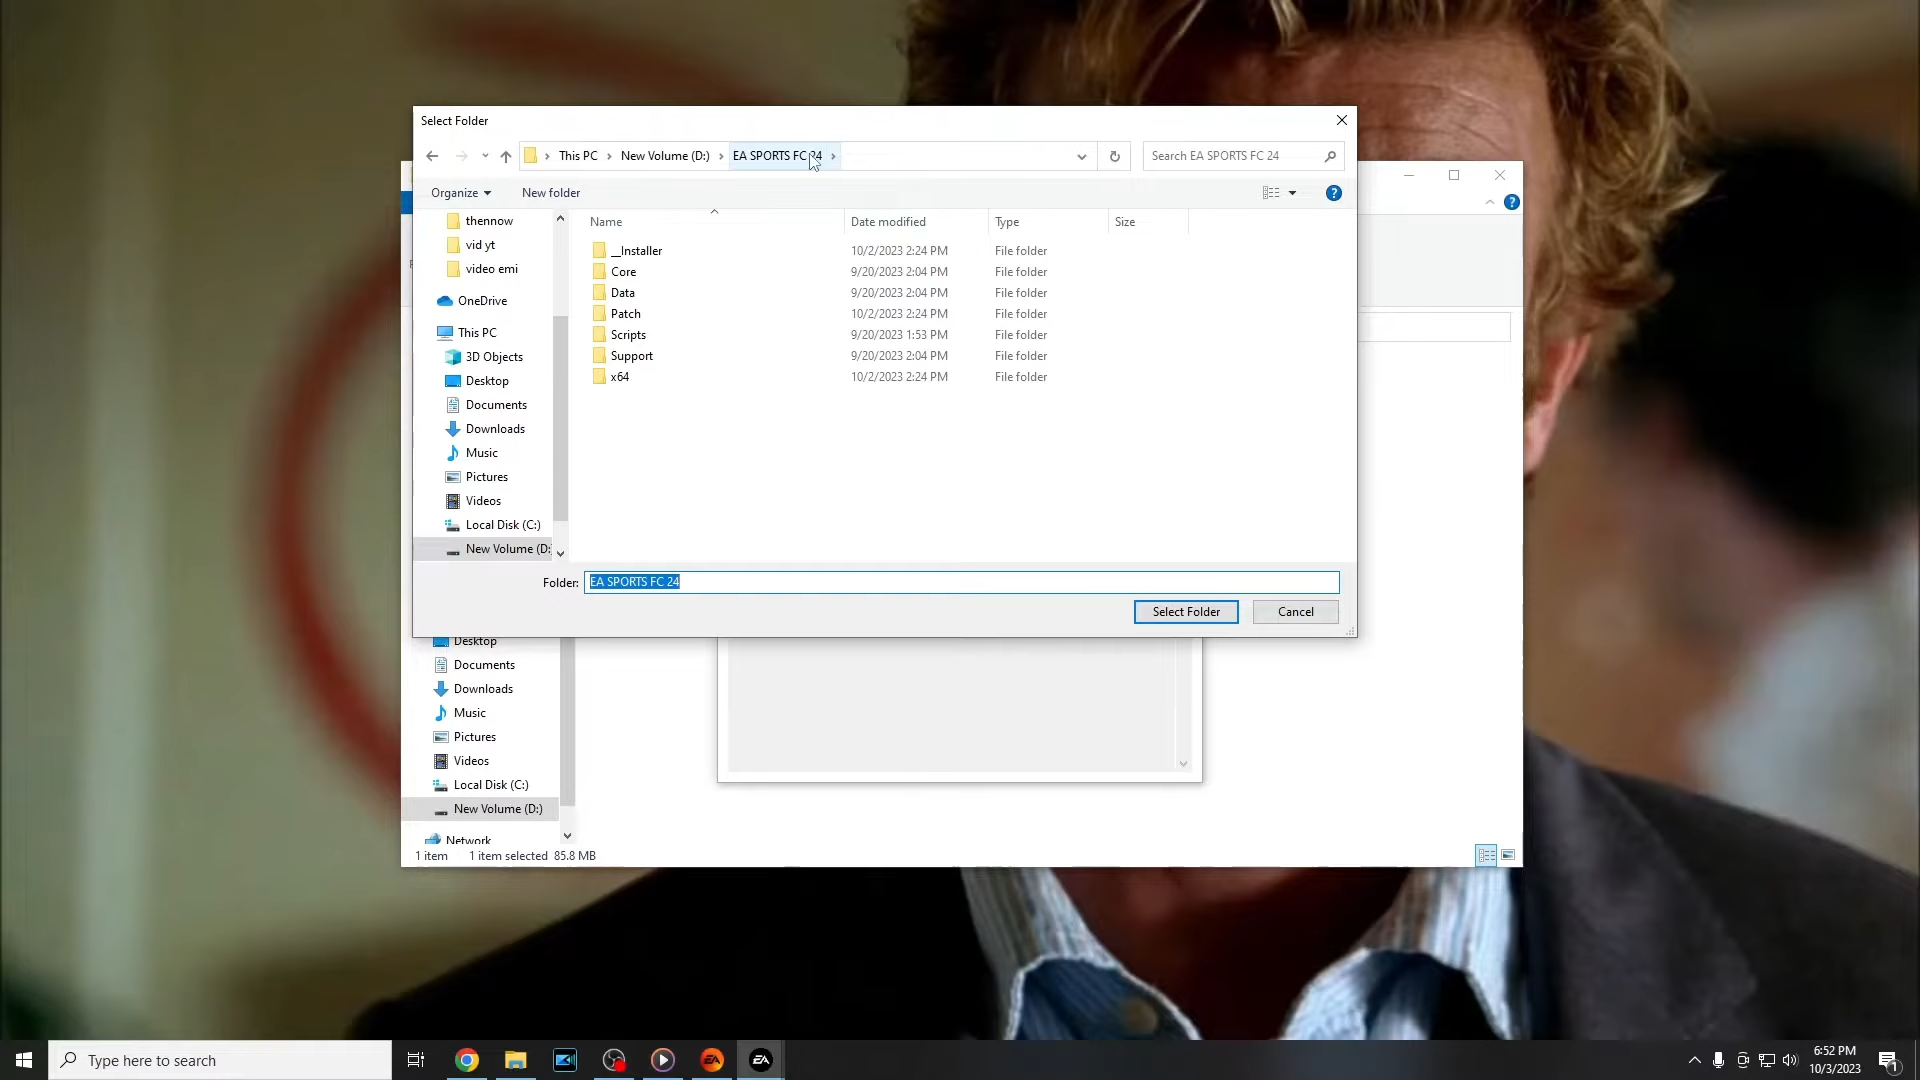 Select Folder
This PC
New Volume (D:)
EA SPORTS FC 24
Search EA SPORTS FC 24
Organize
New folder
?
?
thennow
vid yt
video emi
OneDrive
This PC
3D Objects
Desktop
Documents
Downloads
Music
Pictures
Videos
Local Disk (C:)
New Volume (D:
Name
Date modified
Type
Size
__Installer
10/2/2023 2:24 PM
File folder
Core
9/20/2023 2:04 PM
File folder
Data
9/20/2023 2:04 PM
File folder
Patch
10/2/2023 2:24 PM
File folder
Scripts
9/20/2023 1:53 PM
File folder
Support
9/20/2023 2:04 PM
File folder
x64
10/2/2023 2:24 PM
File folder
Folder:
EA SPORTS FC 24
Select Folder
Cancel
Desktop
Documents
Downloads
Music
Pictures
Videos
Local Disk (C:)
New Volume (D:)
Network
1 item
1 item selected
85.8 MB
Type here to search
EA
EA
6:52 PM
10/3/2023
1